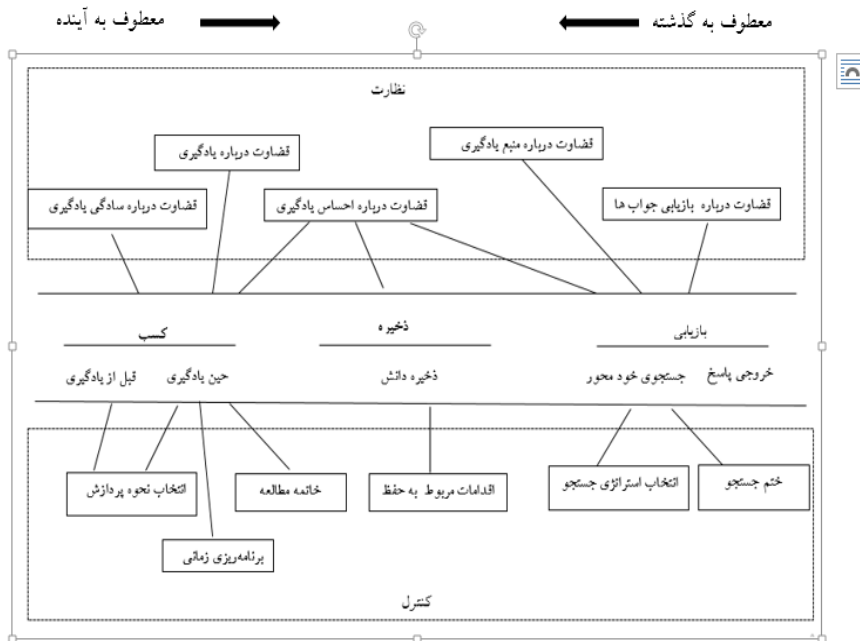 معطوف به گذشته
معطوف به آینده
نظارت
قضاوت درباره منبع یادگیری
قضاوت درباره یادگیری
قضاوت درباره بازیابی جواب ها
قضاوت درباره احساس یادگیری
قضاوت درباره سادگی یادگیری
بازیابی
ذخیره
کسب
خروجی پاسخ
جستجوی خود محور
ذخیره دانش
حین یادگیری
قبل از یادگیری
ختم جستجو
انتخاب استراتژی جستجو
اقدامات مربوط به حفظ
خاتمه مطالعه
انتخاب نحوه پردازش
برنامه‌ریزی زمانی
کنترل